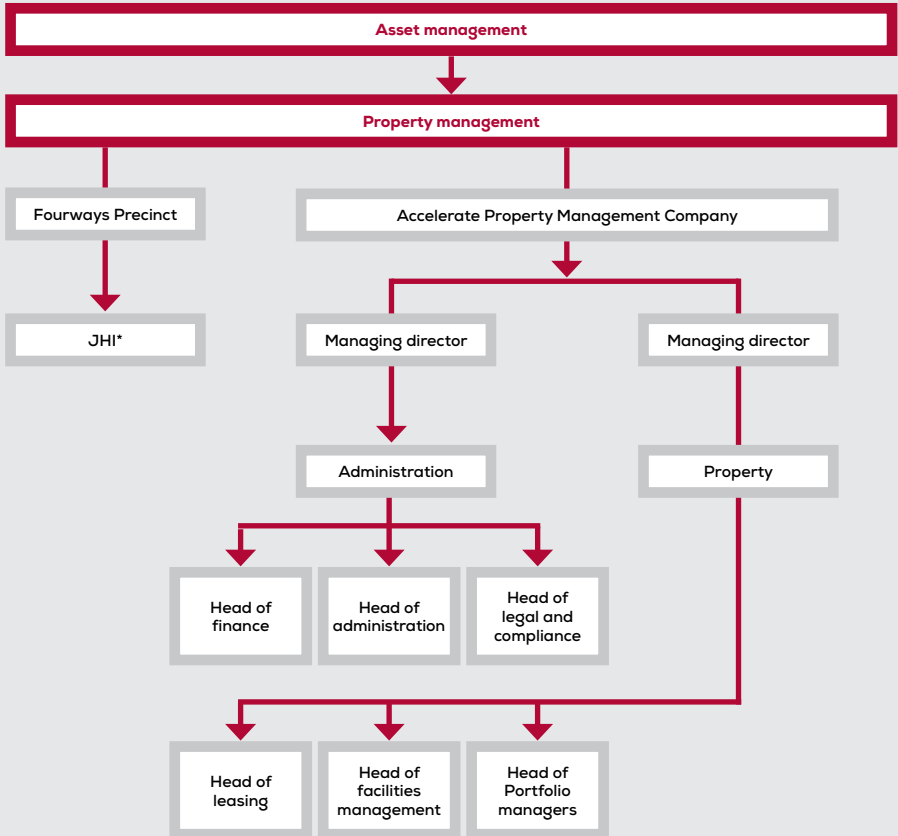 Asset management
Property management
Fourways Precinct
Accelerate Property Management Company
JHI*
Managing director
Managing director
Administration
Property
Head of
finance
Head of
administration
Head of
legal and
compliance
Head of
leasing
Head of
facilities
management
Head of
Portfolio
managers